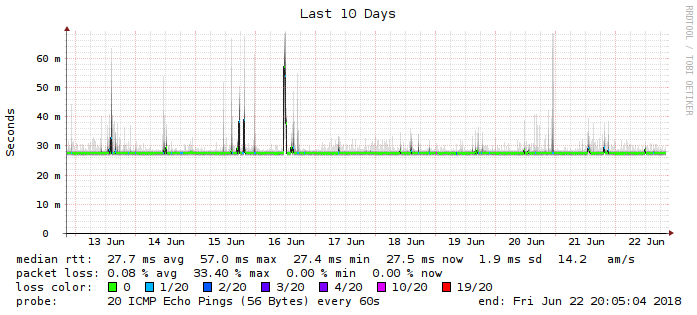 Last 10 Days
RRDTOOL / TOBI OETIKER
Seconds
60 m
50 m
40 m
30 m
20 m
10 m
0
13 Jun 14 Jun 15 Jun 16 Jun 17 Jun 18 Jun 19 Jun 20 Jun 21 Jun 22 Jun
median rtt: 27.7 ms avg 57.0 ms max 27.4 ms min 27.5 ms now 1.9 ms sd 14.2 am/s
packet loss: 0.08 % avg 33.40 % max 0.00 % min 0.00 % now
loss color: 0 1/20 2/20 3/20 4/20 10/20 19/20
probe: 20 ICMP Echo Pings (56 Bytes) every 60s end: Fri Jun 22 20:05:04 2018